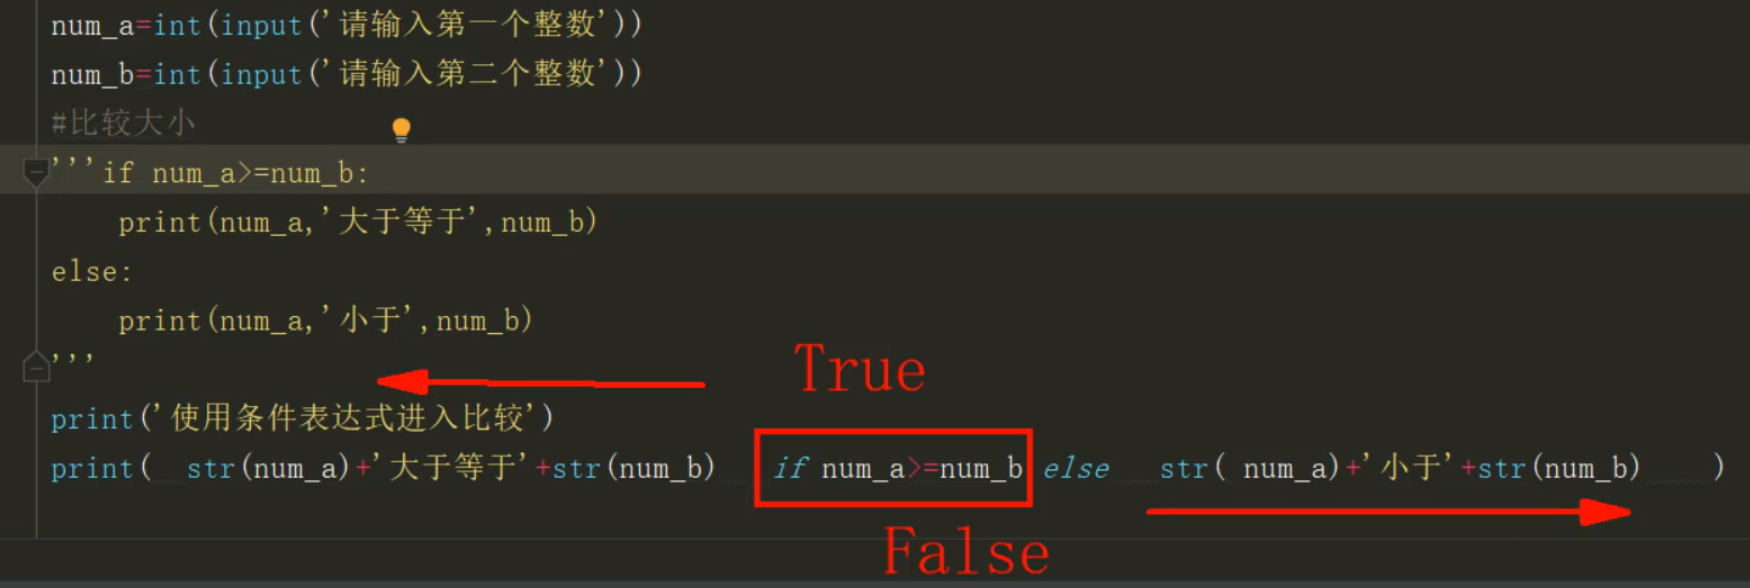 num_a=int(input('请输入第一个整数'))
num_b=int(input('请输入第二个整数'))
#比较大小
'''if num_a>=num_b:
    print(num_a,'大于等于',num_b)
else:
    print(num_a,'小于',num_b)
'''
True
print('使用条件表达式进入比较')
print(  str(num_a)+'大于等于'+str(num_b)   if num_a>=num_b else   str( num_a)+'小于'+str(num_b)    )
False